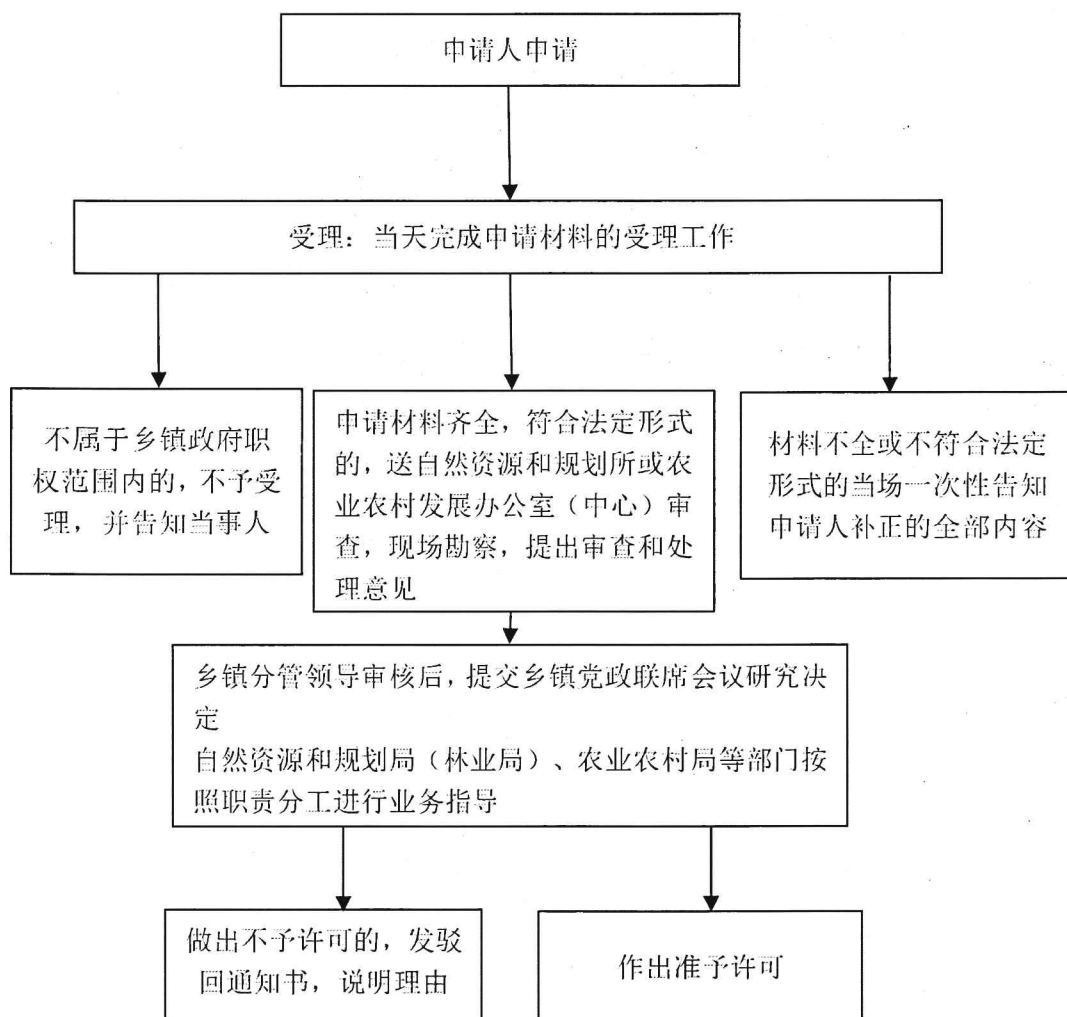 申请人申请
受理：当天完成申请材料的受理工作
不属于乡镇政府职
权范围内的，不予受
理，并告知当事人
申请材料齐全，符合法定形式
的，送自然资源和规划所或农
业农村发展办公室（中心）审
查，现场勘察，提出审查和处
理意见
材料不全或不符合法定
形式的当场一次性告知
申请人补正的全部内容
乡镇分管领导审核后，提交乡镇党政联席会议研究决
定
自然资源和规划局（林业局）、农业农村局等部门按
照职责分工进行业务指导
做出不予许可的，发驳
回通知书，说明理由
作出准予许可